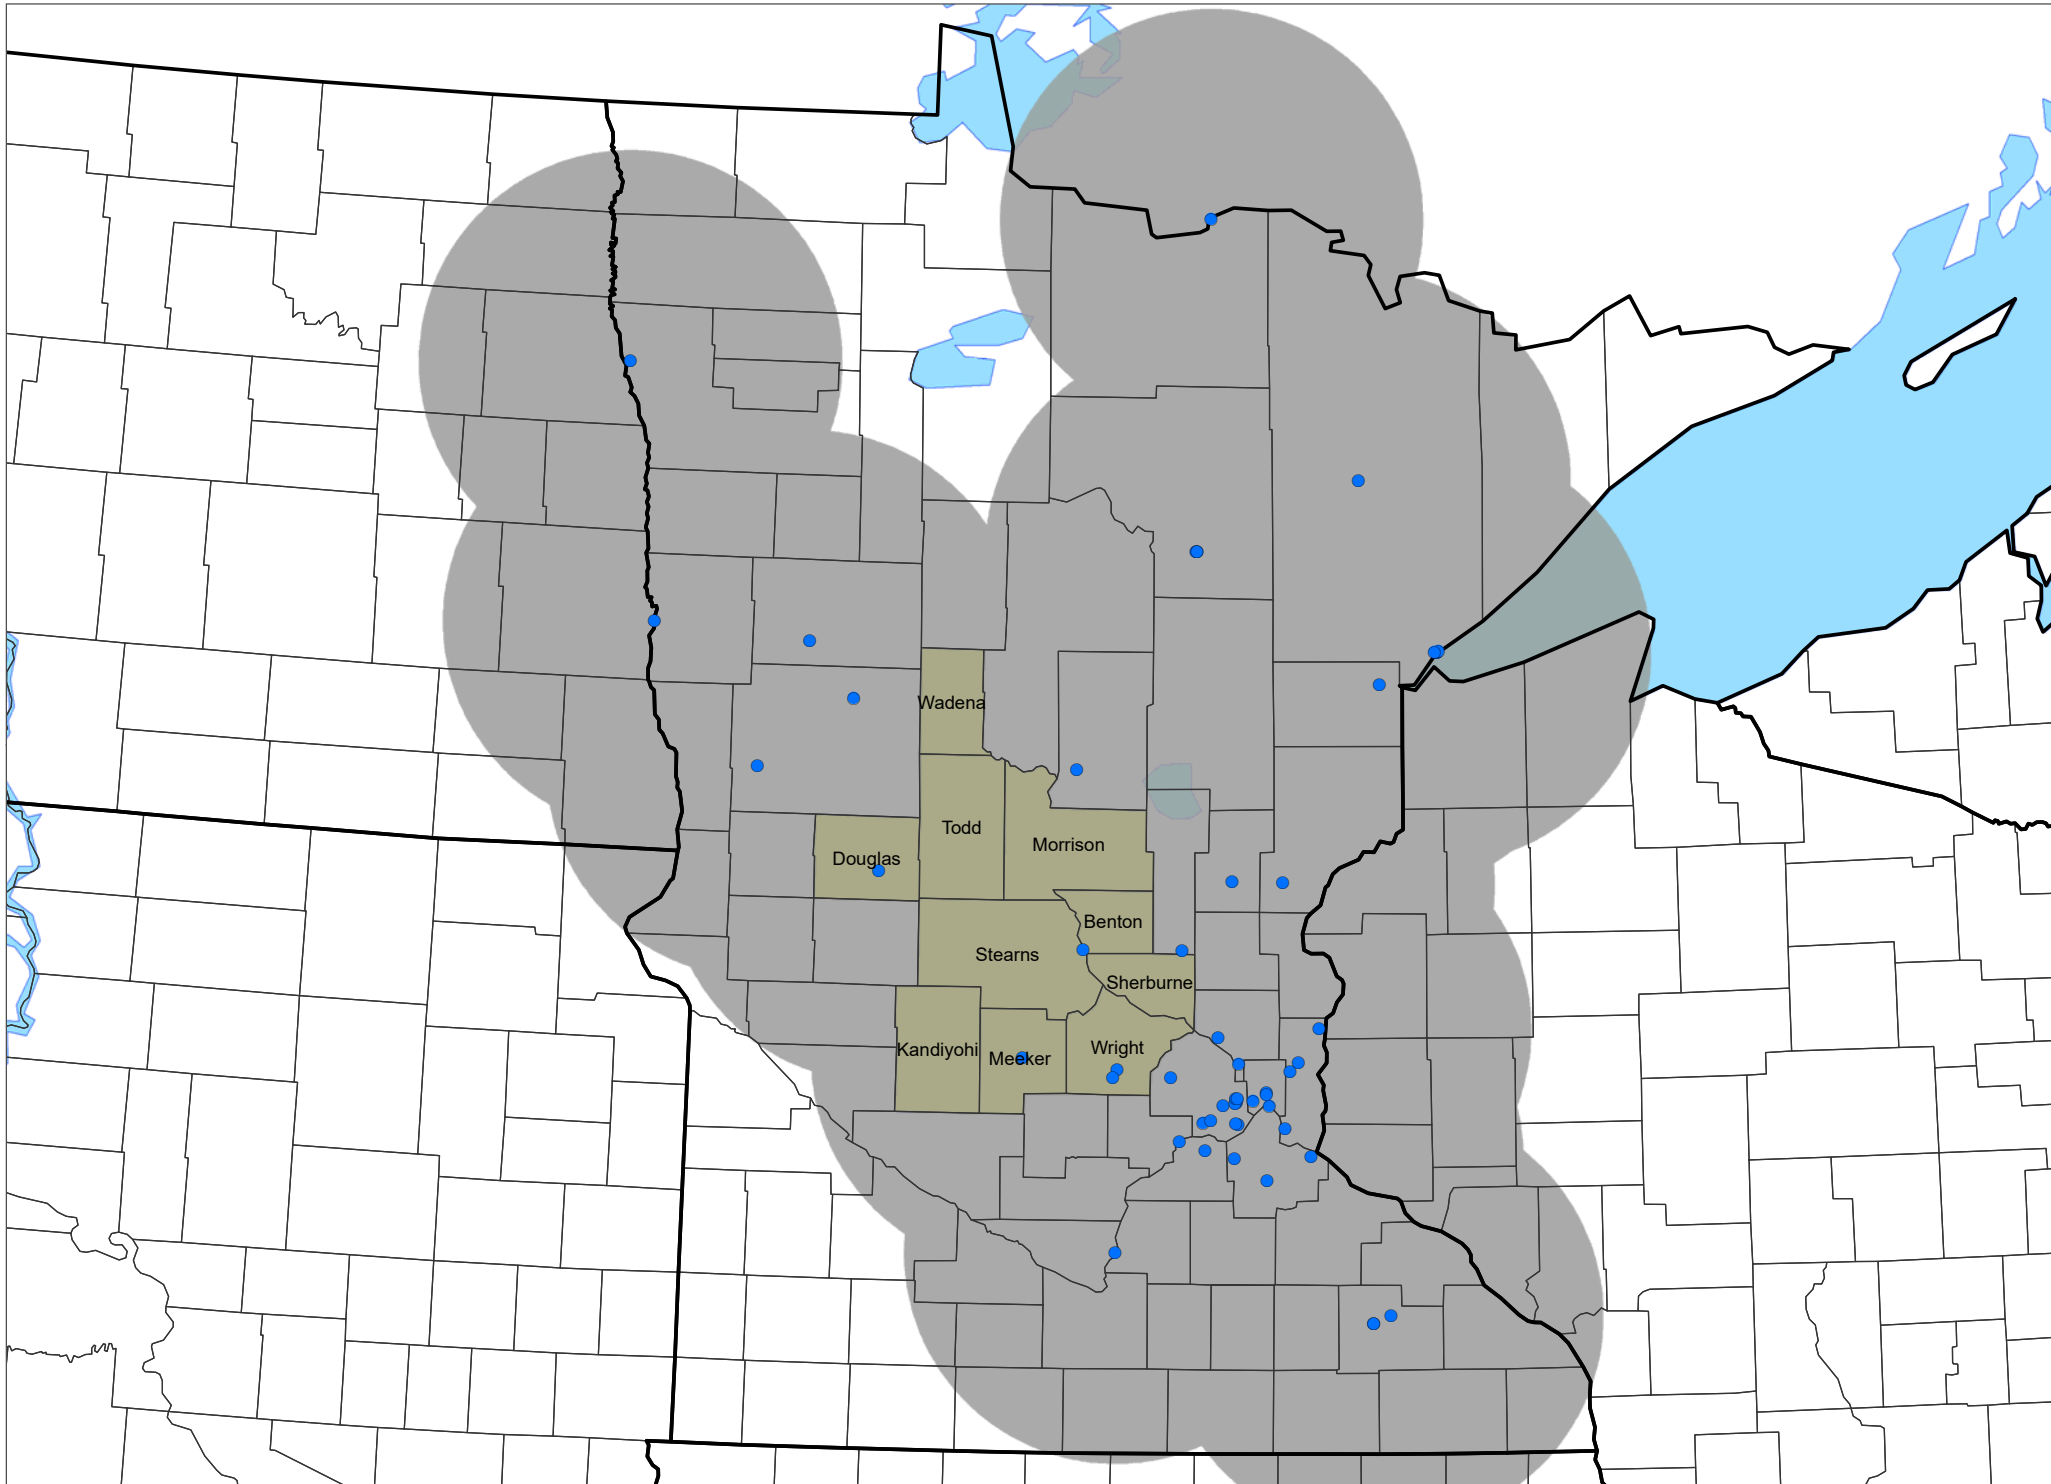 Wadena
Todd
Morrison
Douglas
Benton
Stearns
Sherburne
Kandiyohi
Meeker
Wright